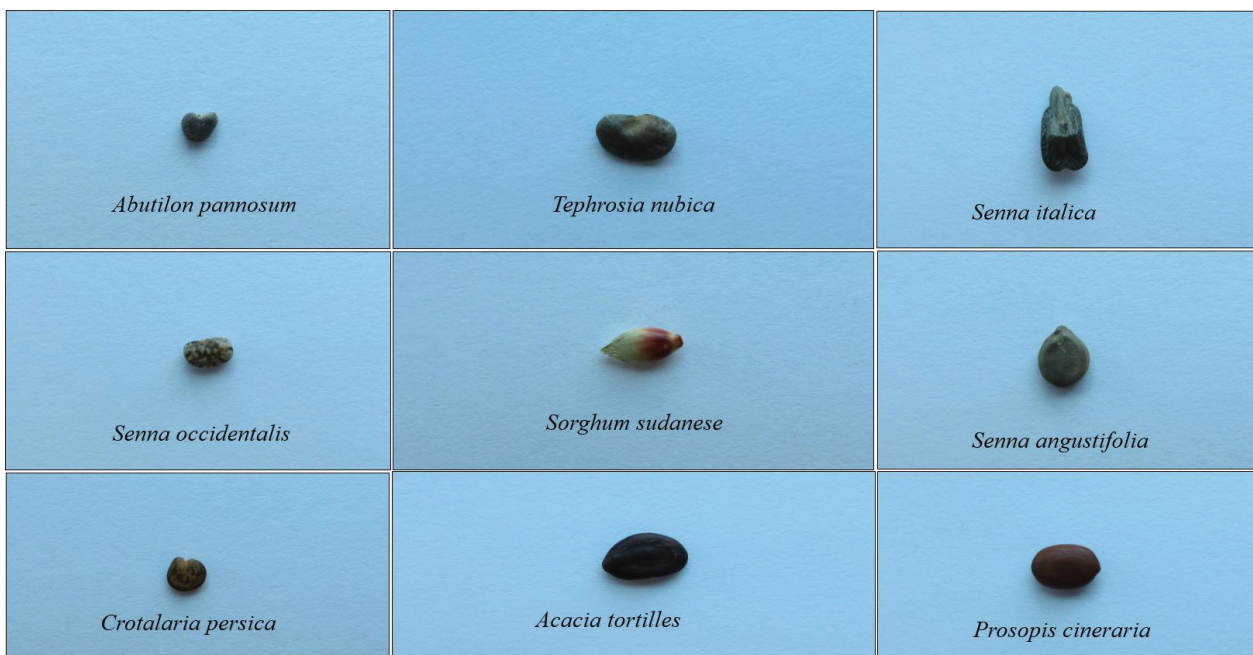 Abutilon pannosum
Tephrosia nubica
Senna italica
Senna occidentalis
Sorghum sudanese
Senna angustifolia
Crotalaria persica
Acacia tortilles
Prosopis cineraria